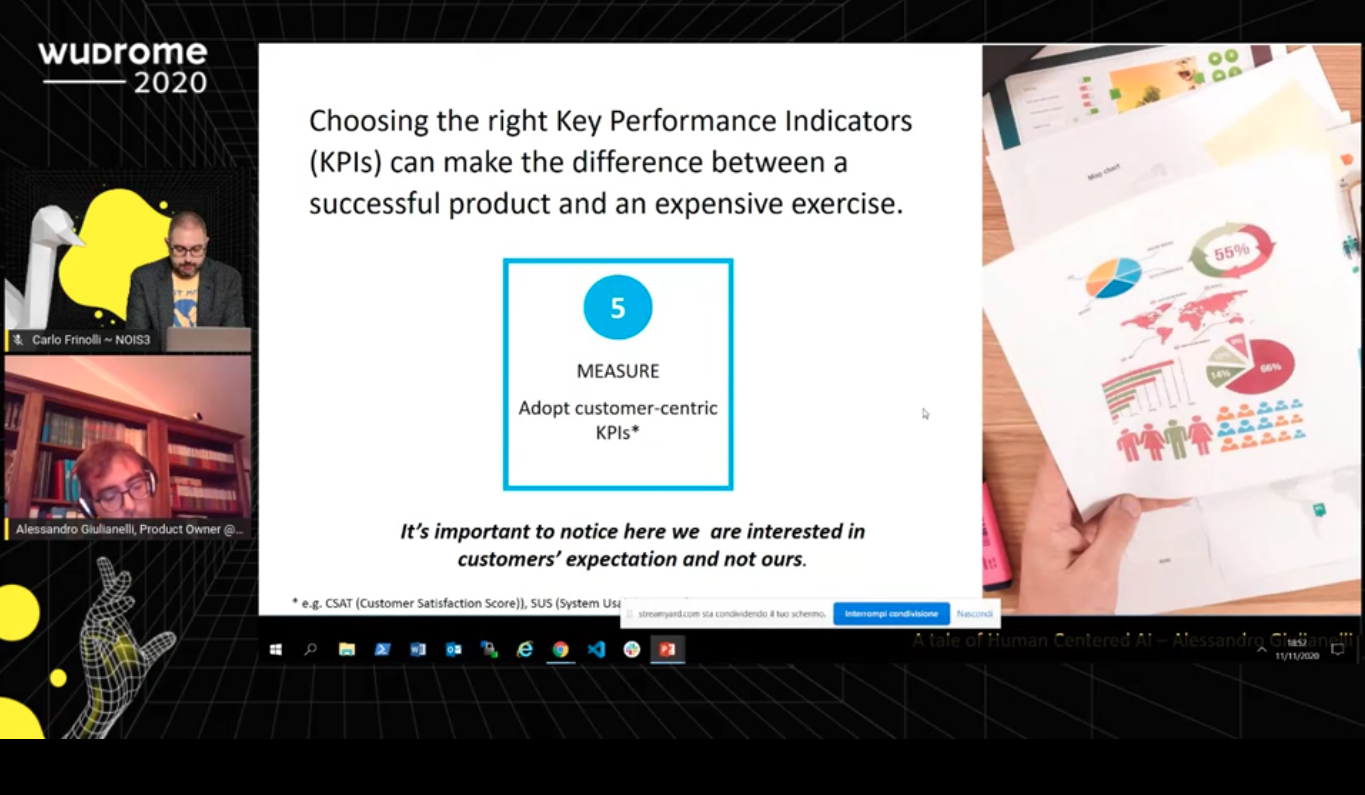 WUDROME
2020
Choosing the right Key Performance Indicators
(KPIs) can make the difference between a
successful product and an expensive exercise.
5
MEASURE
Adopt customer-centric
KPIs*
It's important to notice here we are interested in
customers' expectation and not ours.
* e.g. CSAT (Customer Satisfaction Score)), SUS (System
Carlo Frinolli ~ NOIS3
Alessandro Giulianelli, Product Owner @...
Map chart
55%
14%
66%
streamyard.com sta condividendo il tuo schermo.
Interrompi condivisione
Nascondi
A tale of Human Centered AI – Alessandro Giulianelli
18:52
11/11/2020